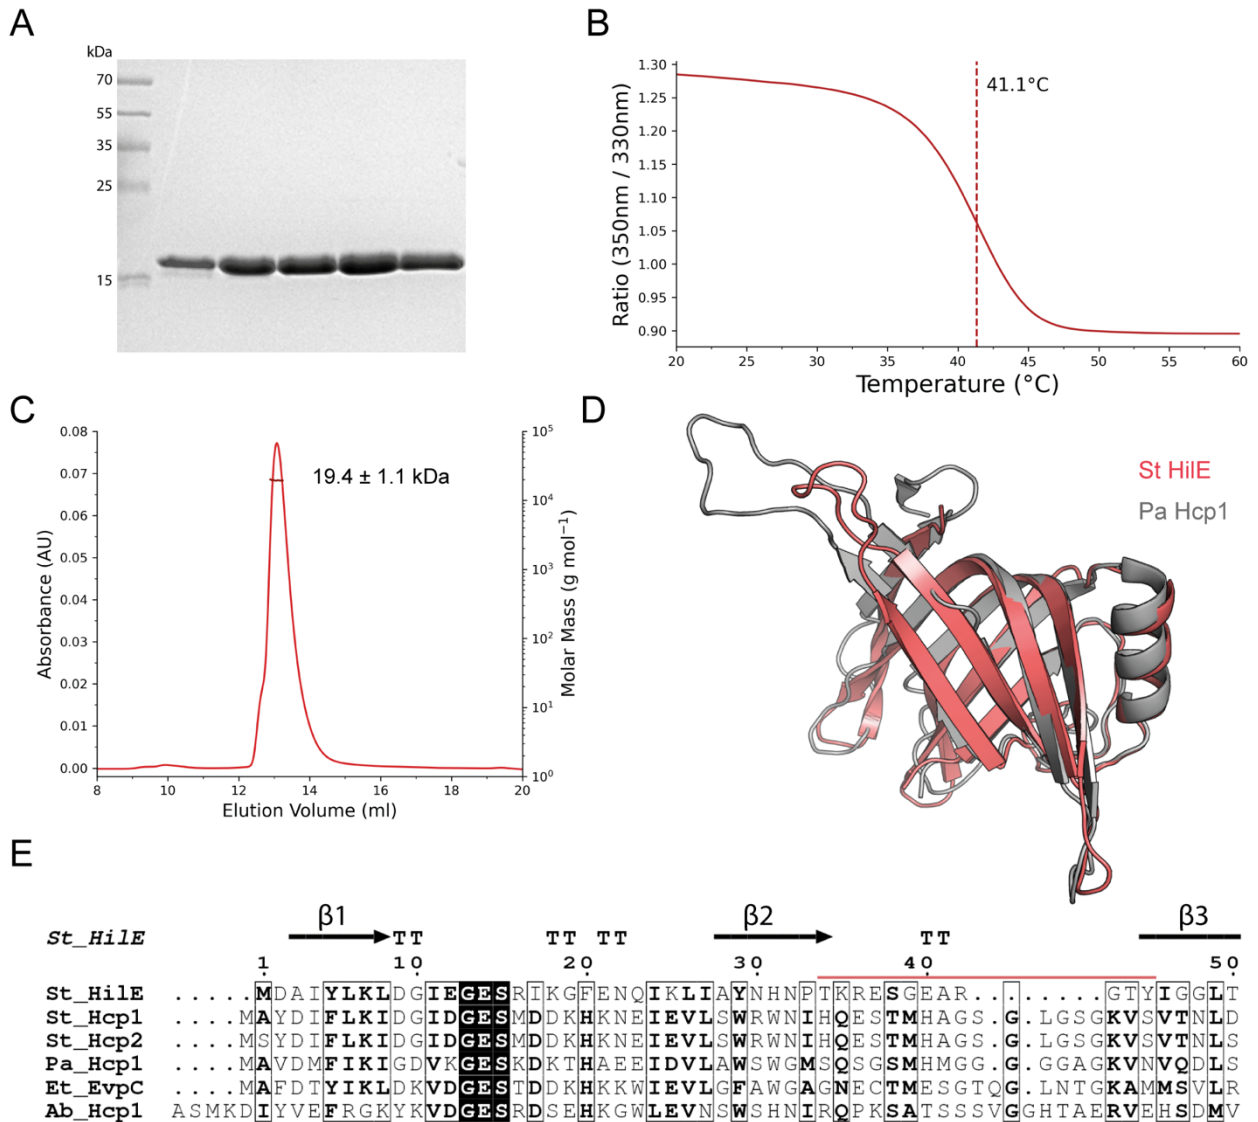 A
kDa
70
55
35
25
15
B
1.30
1.25
1.20
1.15
1.10
1.05
1.00
0.95
0.90
Ratio (350nm / 330nm)
41.1°C
20 25 30 35 40 45 50 55 60
Temperature (°C)
C
0.08
0.07
0.06
0.05
0.04
0.03
0.02
0.01
0.00
Absorbance (AU)
19.4 ± 1.1 kDa
10⁵
10⁴
10³
10²
10¹
10⁰
Molar Mass (g mol⁻¹)
8 10 12 14 16 18 20
Elution Volume (ml)
D
St HilE
Pa Hcp1
E
β1 β2 β3
St_HilE TT TT TT TT
1 10 20 30 40 50
St_HilE .....MDAIYLKLDGIEGESRIKGFENQIKLIAYNHNPTKRESGEAR........GTYIGGLT
St_Hcp1 ....MAYDIFLKIDGIDGESMDDKHKNEIEVLSWRWNIHQESTMHAGS.G.LGSGKVSVTNLD
St_Hcp2 ....MSYDIFLKIDGIDGESMDDKHKNEIEVLSWRWNIHQESTMHAGS.G.LGSGKVSVTNLD
Pa_Hcp1 ....MAVDMFIKIGDVKGESKDKTHAEEIDVLAWSWGMSQSGSMHMGG.G.GGAGKVNVQDLS
Et_EvpC ....MAFDTYIKLDKVDGESTDDKHKKWIEVLGFAWGAGNECTMESGTQG.LNTGKAMMSVLR
Ab_Hcp1 ASMKDIYVEFRGKYKVDGESRDSEHKGWLEVNSWSHNIRQPKSATSSSVGGHTAERVEHSDMV